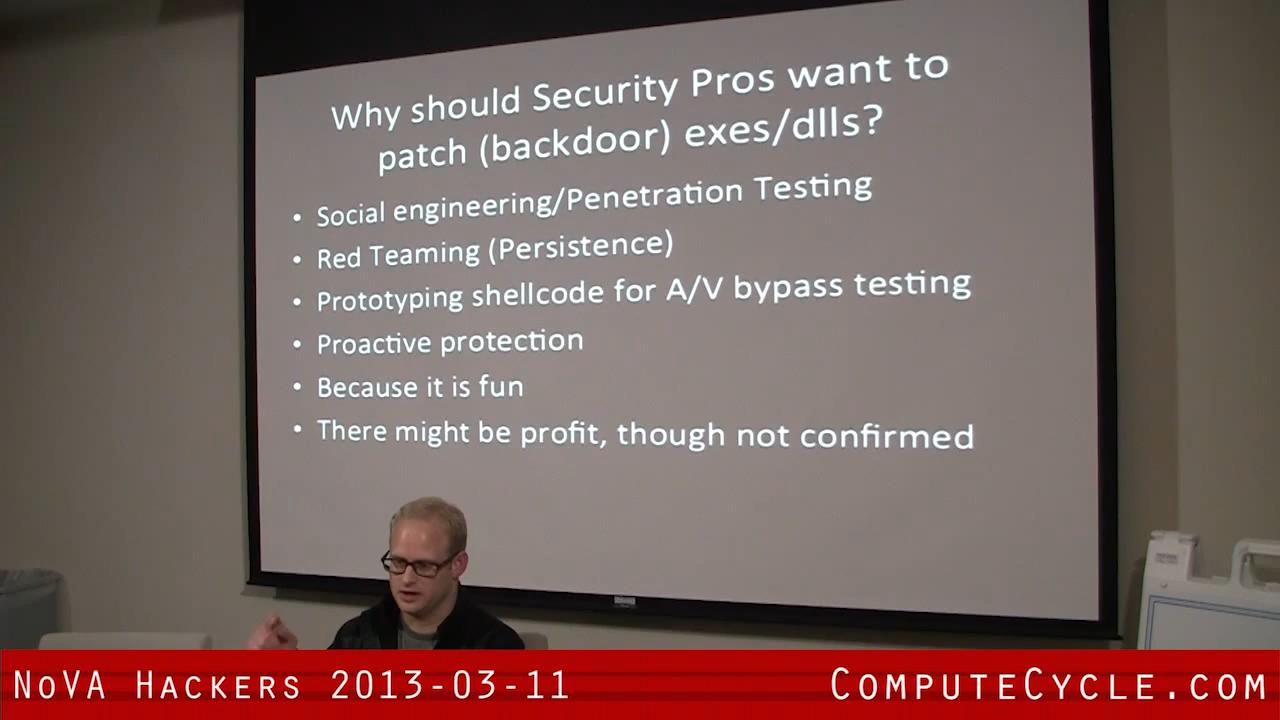 Why should Security Pros want to
patch (backdoor) exes/dlls?
• Social engineering/Penetration Testing
• Red Teaming (Persistence)
• Prototyping shellcode for A/V bypass testing
• Proactive protection
• Because it is fun
• There might be profit, though not confirmed
NoVA Hackers 2013-03-11
ComputeCycle.com